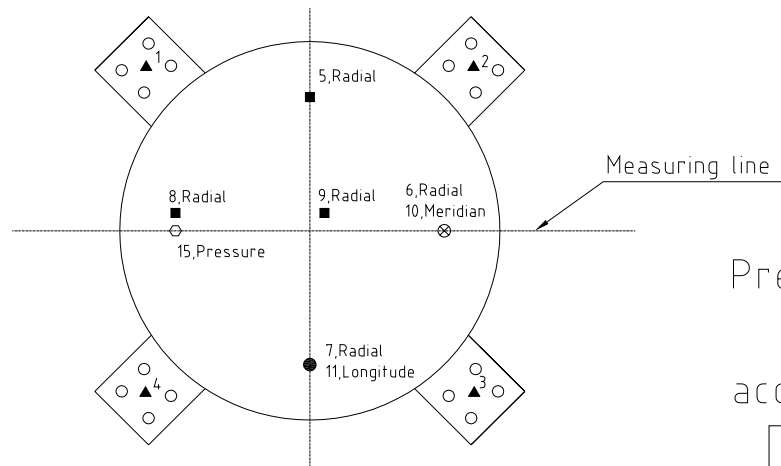 1
2
5,Radial
Measuring line
8,Radial
9,Radial
6,Radial
10,Meridian
15,Pressure
Pre
7,Radial
11,Longitude
4
3
acc